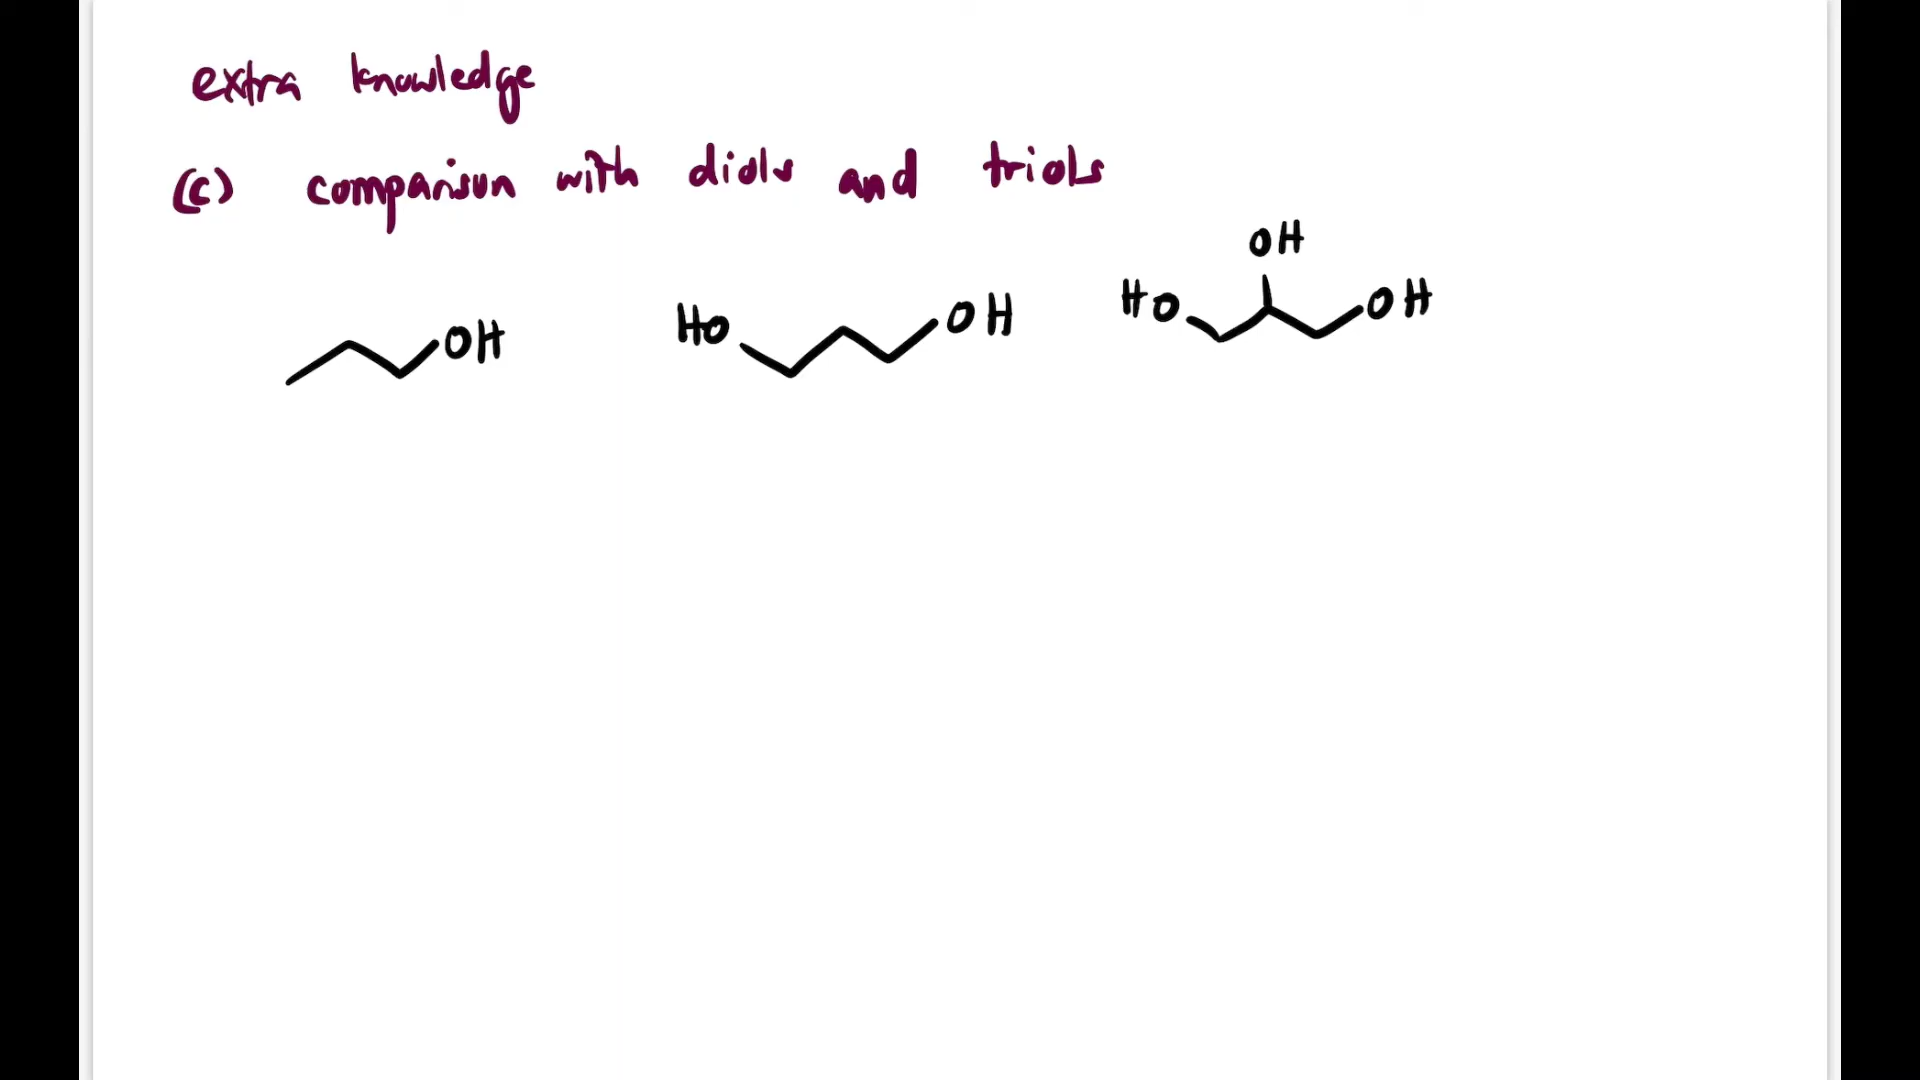 extra knowledge
(c) comparison with diols and triols
OH
HO OH
HO OH
OH